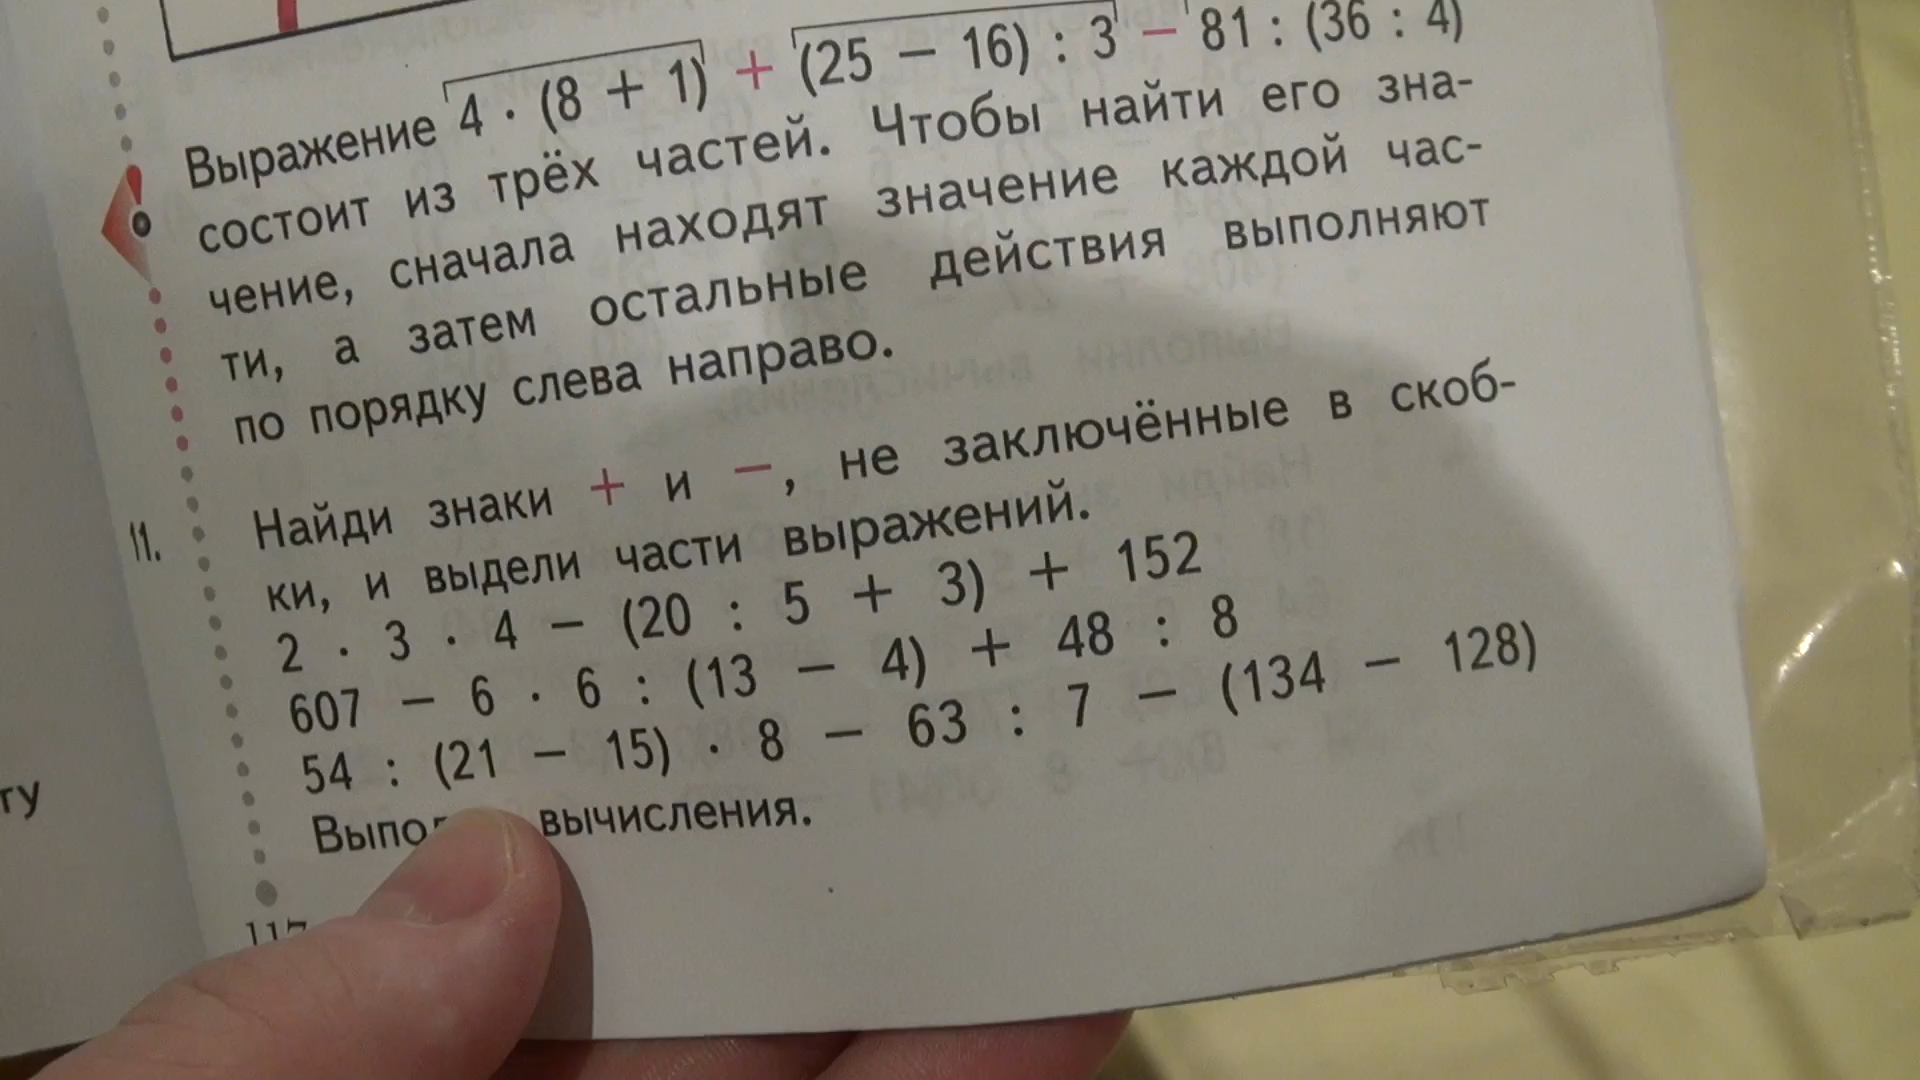 Выражение 4 · (8 + 1) + (25 − 16) : 3 − 81 : (36 : 4)
состоит из трёх частей. Чтобы найти его зна-
чение, сначала находят значение каждой час-
ти, а затем остальные действия выполняют
по порядку слева направо.
11. Найди знаки + и −, не заключённые в скоб-
ки, и выдели части выражений.
2 · 3 · 4 − (20 : 5 + 3) + 152
607 − 6 · 6 : (13 − 4) + 48 : 8
54 : (21 − 15) · 8 − 63 : 7 − (134 − 128)
вычисления.
гу